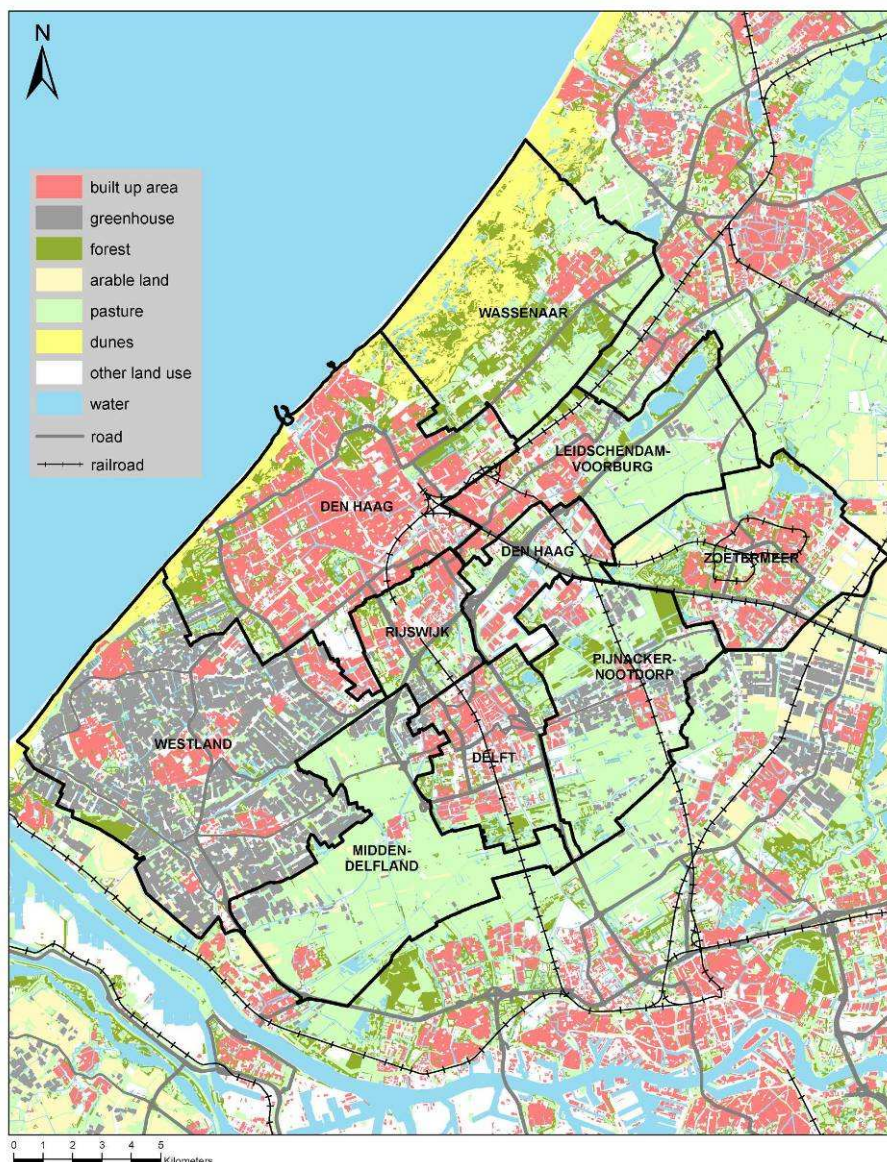 N
built up area
greenhouse
forest
arable land
pasture
dunes
other land use
water
road
railroad
WASSENAAR
LEIDSCHENDAM-
VOORBURG
DEN HAAG
DEN HAAG
ZOETERMEER
RIJSWIJK
PIJNACKER-
NOOTDORP
WESTLAND
DELFT
MIDDEN-
DELFLAND
0 1 2 3 4 5
Kilometers